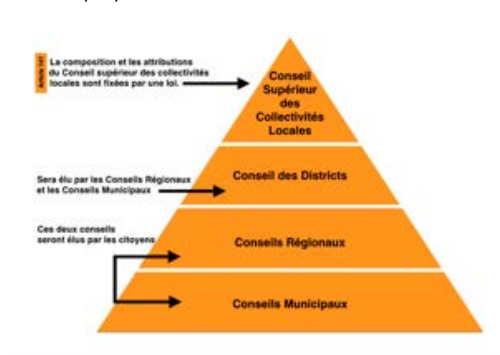 Article 141
La composition et les attributions
du Conseil supérieur des collectivités
locales sont fixées par une loi.
Conseil
Supérieur
des
Collectivités
Locales
Sera élu par les Conseils Régionaux
et les Conseils Municipaux
Conseil des Districts
Ces deux conseils
seront élus par les citoyens
Conseils Régionaux
Conseils Municipaux